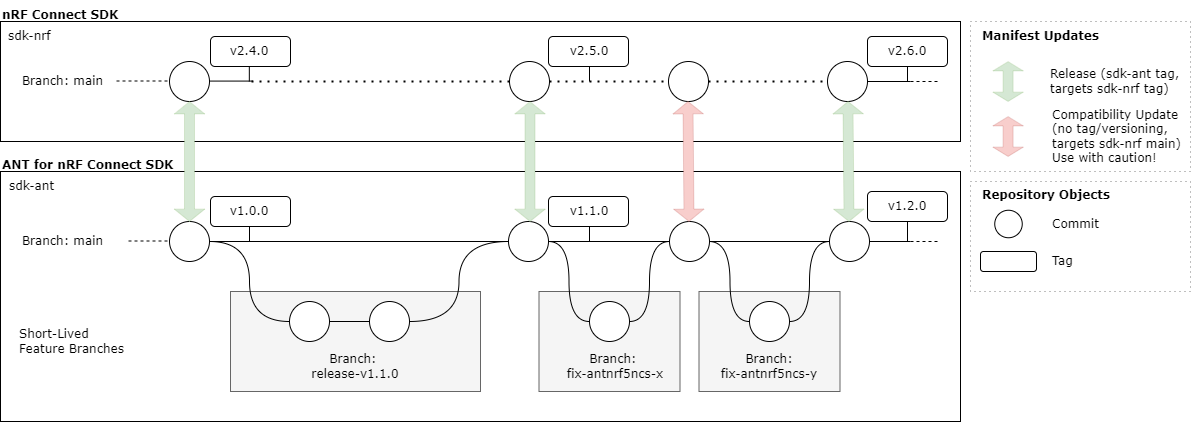 nRF Connect SDK
sdk-nrf
v2.4.0
v2.5.0
v2.6.0
Branch: main
Manifest Updates
Release (sdk-ant tag,
targets sdk-nrf tag)
Compatibility Update
(no tag/versioning,
targets sdk-nrf main)
Use with caution!
ANT for nRF Connect SDK
sdk-ant
v1.0.0
v1.1.0
v1.2.0
Branch: main
Repository Objects
Commit
Tag
Short-Lived
Feature Branches
Branch:
release-v1.1.0
Branch:
fix-antnrf5ncs-x
Branch:
fix-antnrf5ncs-y